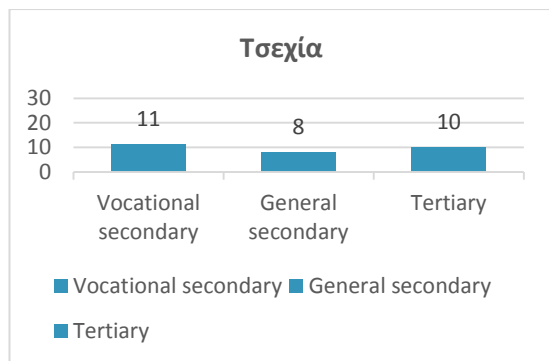 Τσεχία
30
20
10
0
11
8
10
Vocational
secondary
General
secondary
Tertiary
Vocational secondary
General secondary
Tertiary